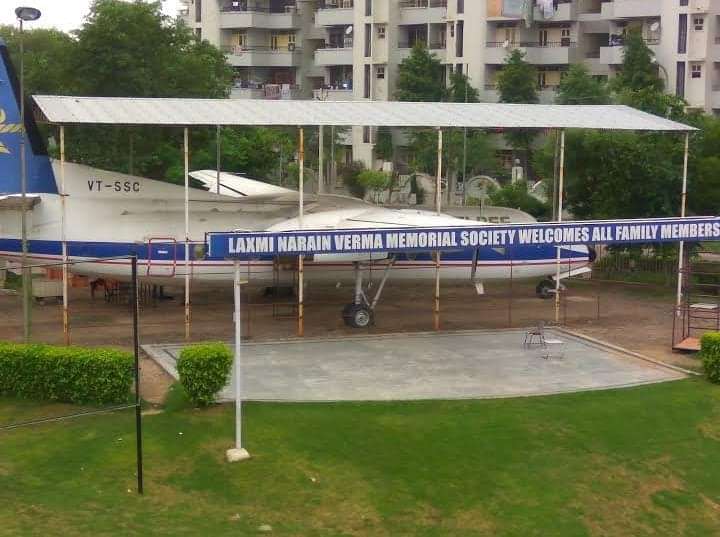 VT-SSC
LAXMI NARAIN VERMA MEMORIAL SOCIETY WELCOMES ALL FAMILY MEMBERS